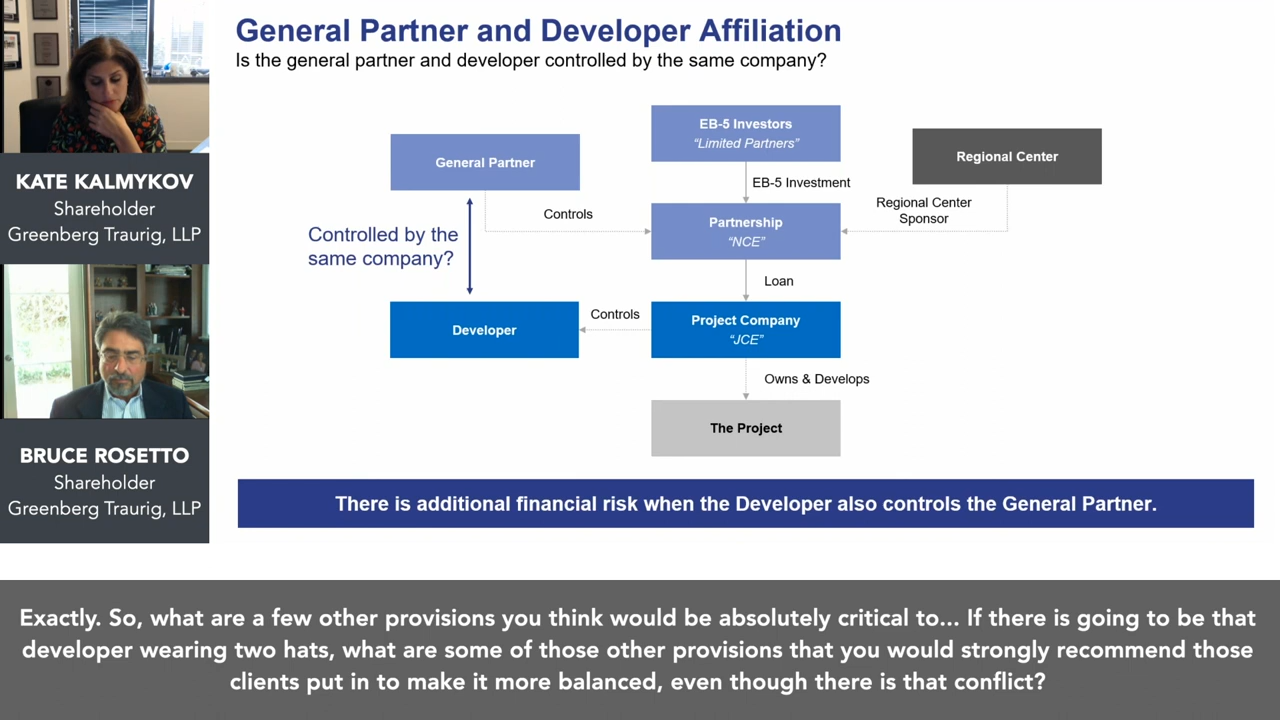 General Partner and Developer Affiliation
Is the general partner and developer controlled by the same company?
KATE KALMYKOV
Shareholder
Greenberg Traurig, LLP
BRUCE ROSETTO
Shareholder
Greenberg Traurig, LLP
EB-5 Investors
“Limited Partners”
General Partner
Regional Center
EB-5 Investment
Controls
Regional Center
Sponsor
Partnership
“NCE”
Controlled by the
same company?
Loan
Developer
Controls
Project Company
“JCE”
Owns & Develops
The Project
There is additional financial risk when the Developer also controls the General Partner.
Exactly. So, what are a few other provisions you think would be absolutely critical to... If there is going to be that
developer wearing two hats, what are some of those other provisions that you would strongly recommend those
clients put in to make it more balanced, even though there is that conflict?